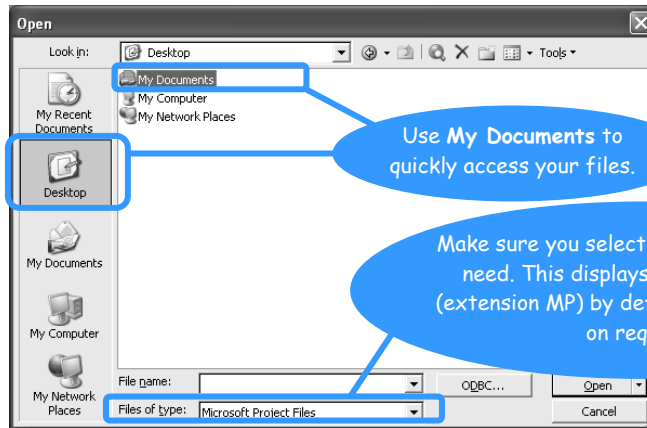 Open
Look in:
Desktop
Tools
My Recent
Documents
Desktop
My Documents
My Computer
My Network
Places
My Documents
My Computer
My Network Places
Use My Documents to
quickly access your files.
Make sure you select
need. This displays
(extension MP) by
on
File name:
ODBC...
Open
Files of type:
Microsoft Project Files
Cancel